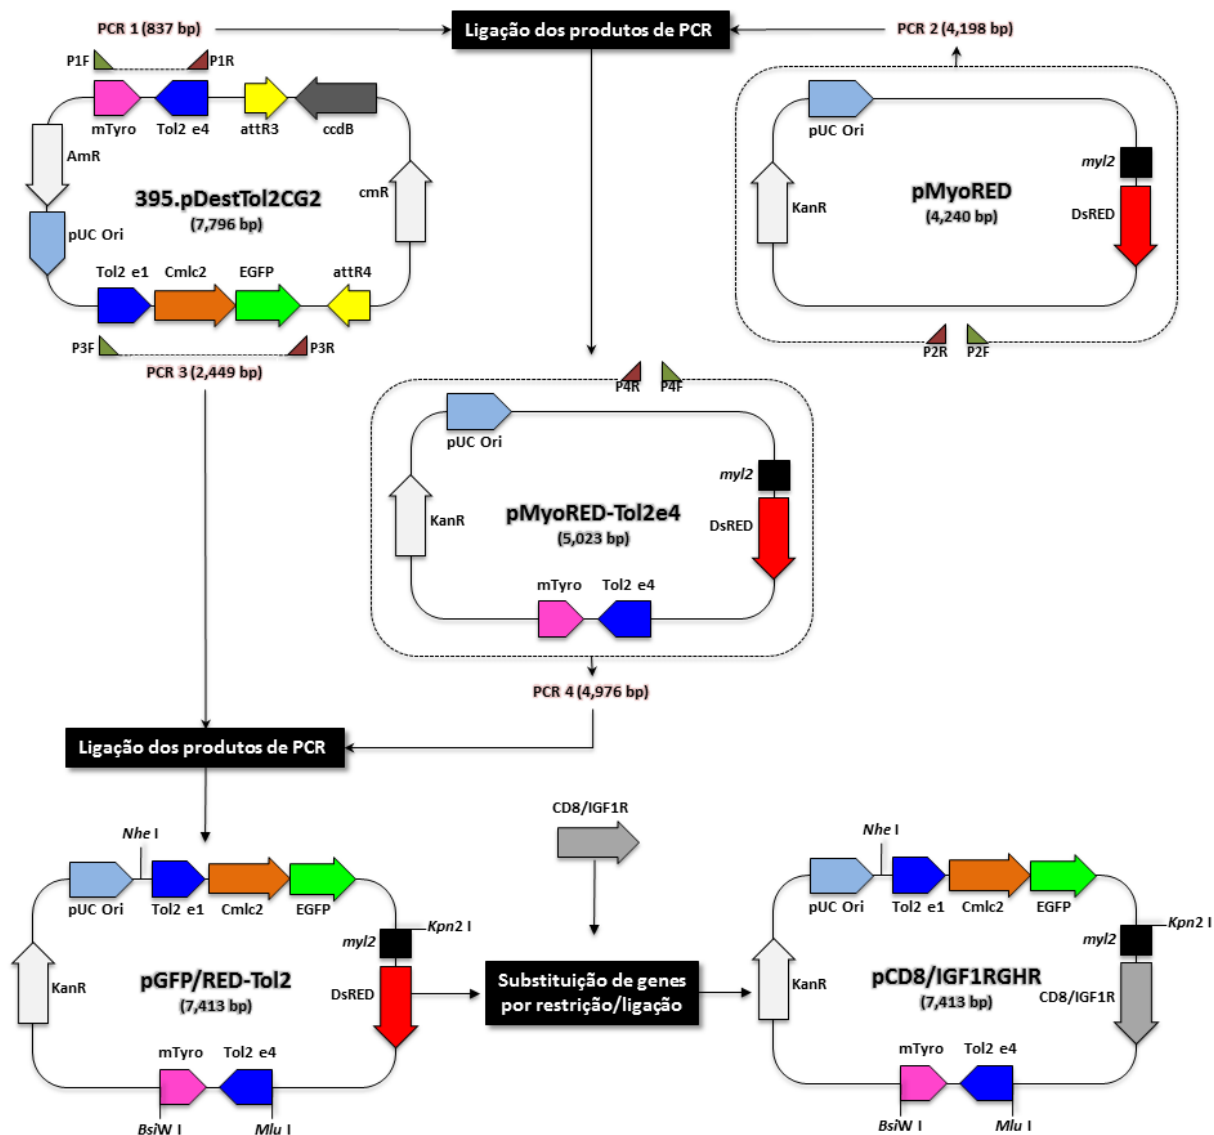 PCR 1 (837 bp)
Ligação dos produtos de PCR
PCR 2 (4,198 bp)
P1F
P1R
mTyro
Tol2 e4
attR3
ccdB
AmR
395.pDestTol2CG2
(7,796 bp)
cmR
pUC Ori
Tol2 e1
Cmlc2
EGFP
attR4
P3F
P3R
PCR 3 (2,449 bp)
pUC Ori
myl2
pMyoRED
(4,240 bp)
KanR
DsRED
P2R
P2F
P4R
P4F
pUC Ori
myl2
KanR
pMyoRED-Tol2e4
(5,023 bp)
DsRED
mTyro
Tol2 e4
PCR 4 (4,976 bp)
Ligação dos produtos de PCR
CD8/IGF1R
Nhe I
pUC Ori
Tol2 e1
Cmlc2
EGFP
Kpn2 I
myl2
pGFP/RED-Tol2
(7,413 bp)
KanR
DsRED
mTyro
Tol2 e4
BsiW I
Mlu I
Substituição de genes
por restrição/ligação
Nhe I
pUC Ori
Tol2 e1
Cmlc2
EGFP
Kpn2 I
myl2
pCD8/IGF1RGHR
(7,413 bp)
KanR
CD8/IGF1R
mTyro
Tol2 e4
BsiW I
Mlu I